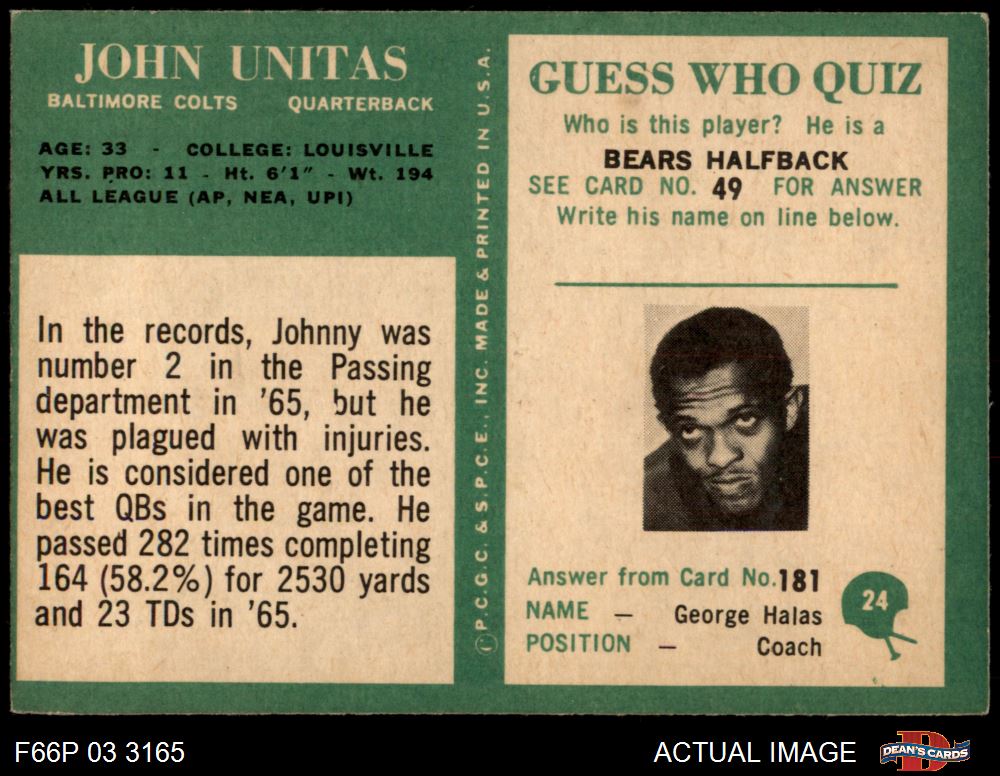 JOHN UNITAS
BALTIMORE COLTS QUARTERBACK
AGE: 33 - COLLEGE: LOUISVILLE
YRS. PRO: 11 - Ht. 6'1" - Wt. 194
ALL LEAGUE (AP, NEA, UPI)
In the records, Johnny was
number 2 in the Passing
department in '65, but he
was plagued with injuries.
He is considered one of the
best QBs in the game. He
passed 282 times completing
164 (58.2%) for 2530 yards
and 23 TDs in '65.
P.C.G.C. & S.P.C.E., INC. MADE & PRINTED IN U.S.A.
GUESS WHO QUIZ
Who is this player? He is a
BEARS HALFBACK
SEE CARD NO. 49 FOR ANSWER
Write his name on line below.
Answer from Card No. 181
NAME — George Halas
POSITION — Coach
24
F66P 03 3165
ACTUAL IMAGE
DEAN'S CARDS